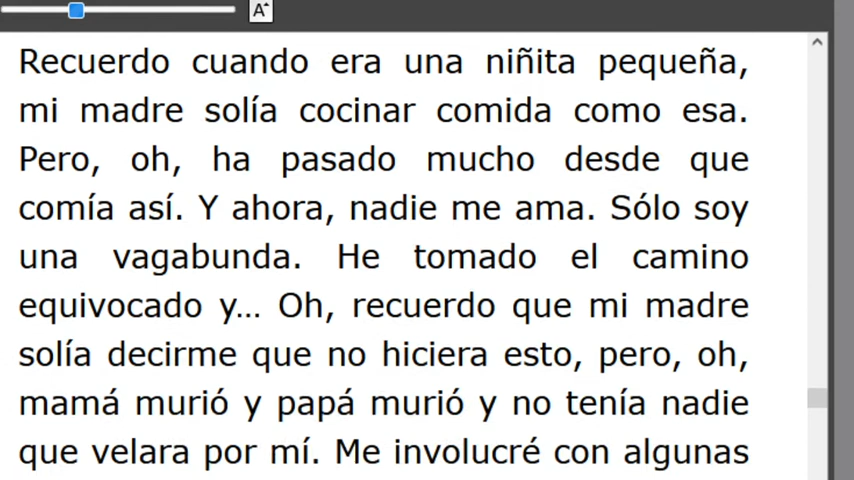 A
Recuerdo cuando era una niñita pequeña,
mi madre solía cocinar comida como esa.
Pero, oh, ha pasado mucho desde que
comía así. Y ahora, nadie me ama. Sólo soy
una vagabunda. He tomado el camino
equivocado y... Oh, recuerdo que mi madre
solía decirme que no hiciera esto, pero, oh,
mamá murió y papá murió y no tenía nadie
que velara por mí. Me involucré con algunas